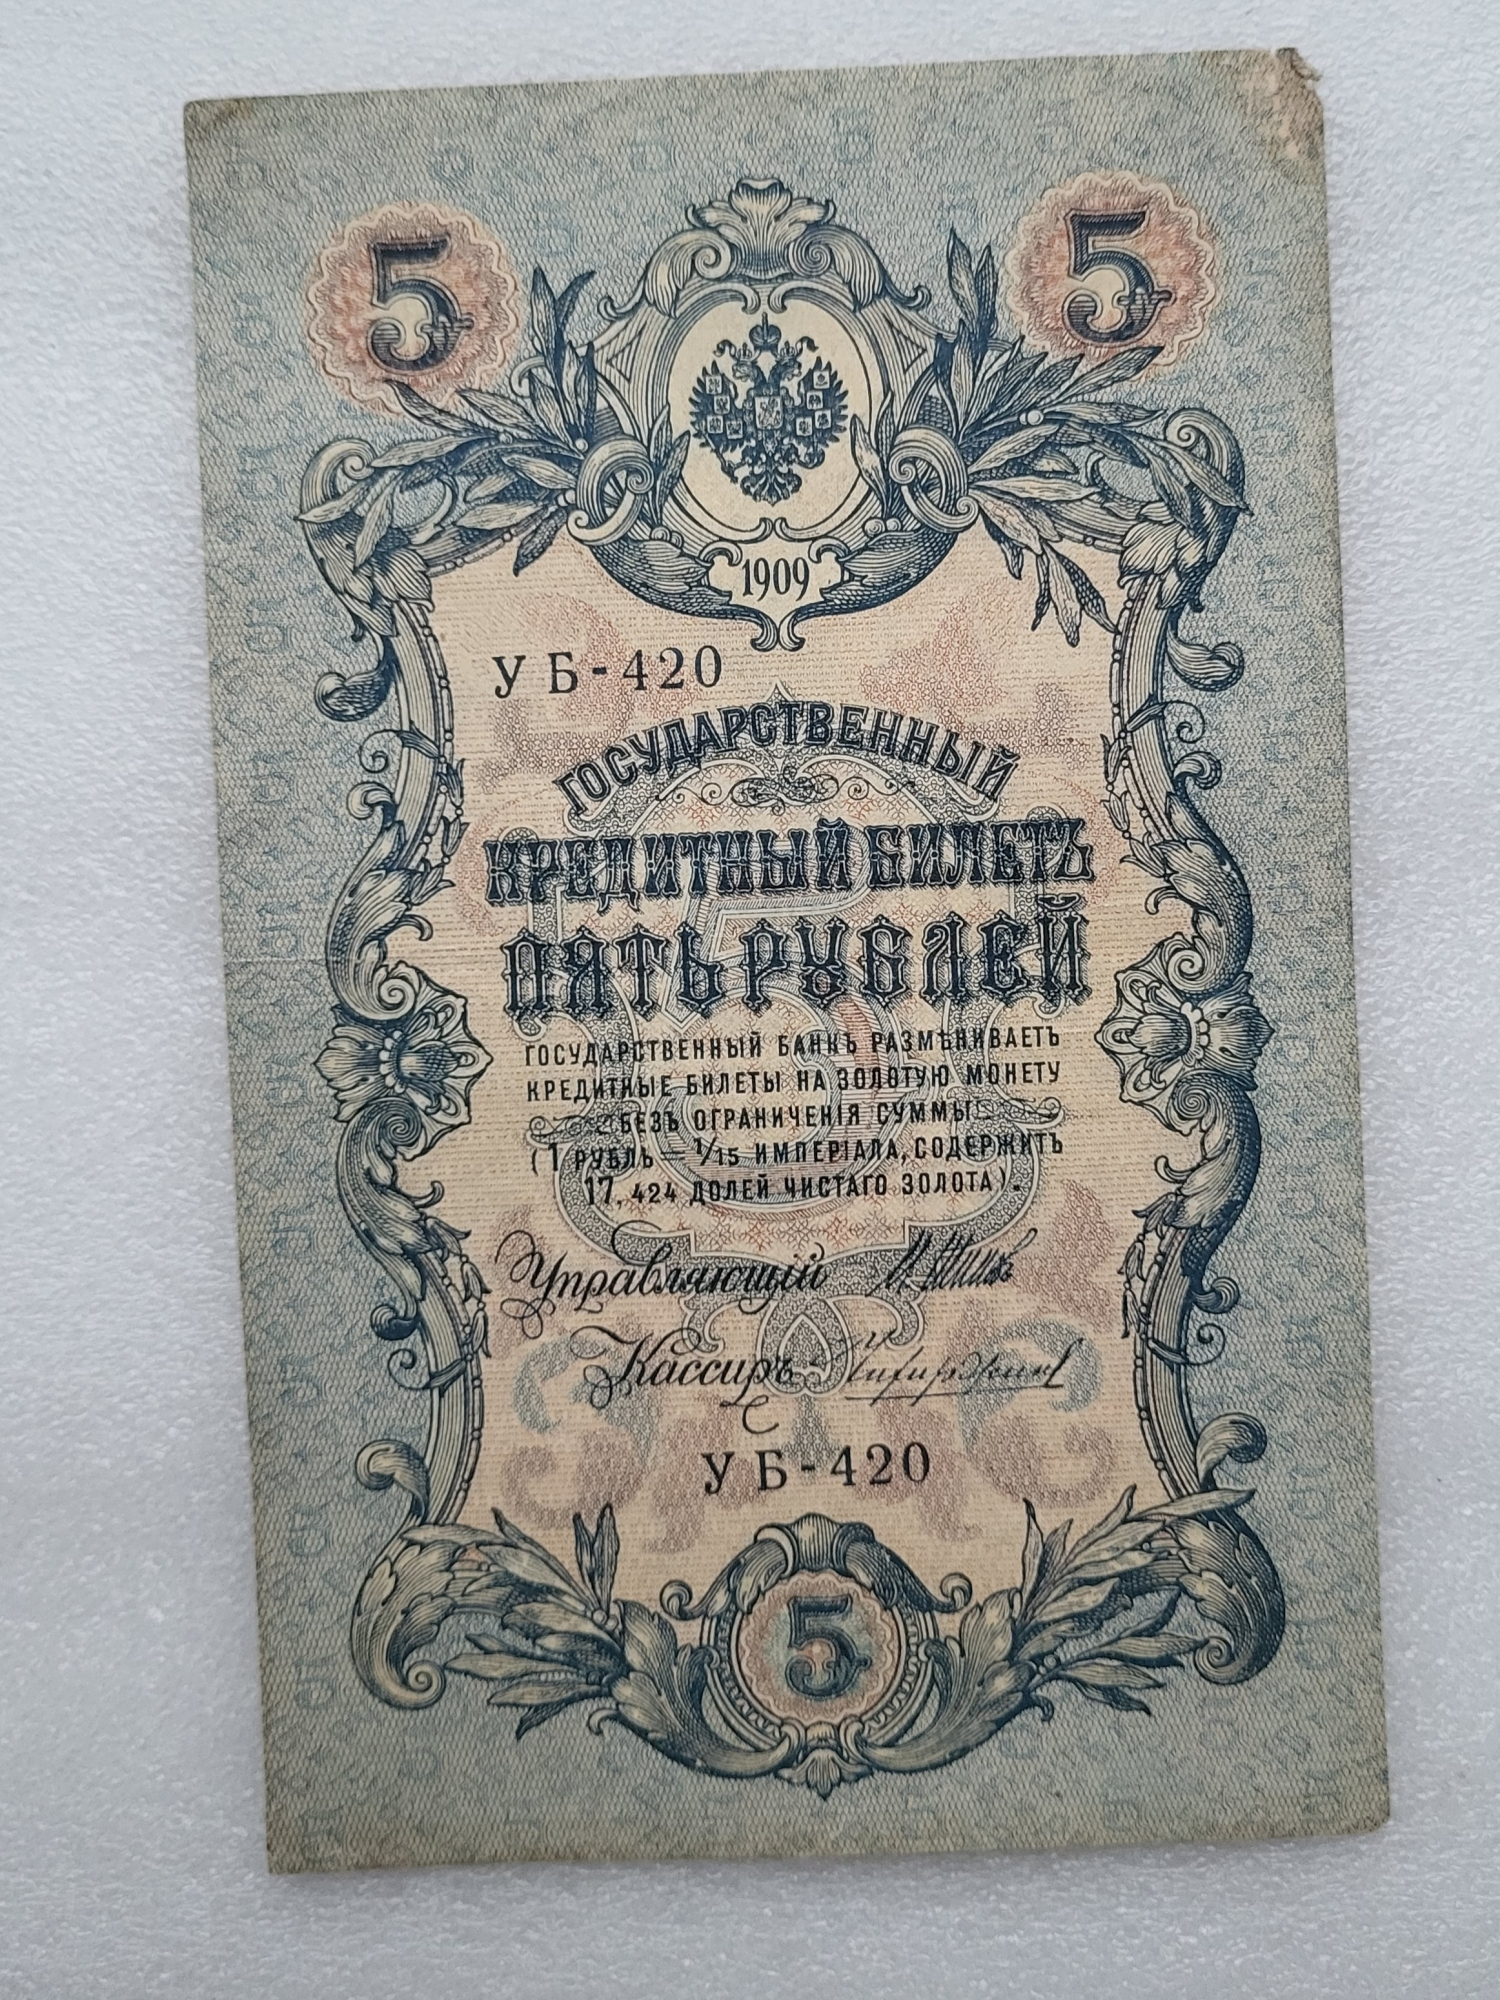 5 5
1909
УБ-420
ГОСУДАРСТВЕННЫЙ
КРЕДИТНЫЙ БИЛЕТЪ
ПЯТЬ РУБЛЕЙ
ГОСУДАРСТВЕННЫЙ БАНКЪ РАЗМѢНИВАЕТЪ
КРЕДИТНЫЕ БИЛЕТЫ НА ЗОЛОТУЮ МОНЕТУ
БЕЗЪ ОГРАНИЧЕНІЯ СУММЫ
(1 РУБЛЬ = 1/15 ИМПЕРІАЛА, СОДЕРЖИТЪ
17,424 ДОЛЕЙ ЧИСТАГО ЗОЛОТА).
Управляющій
Кассиръ
УБ-420
5